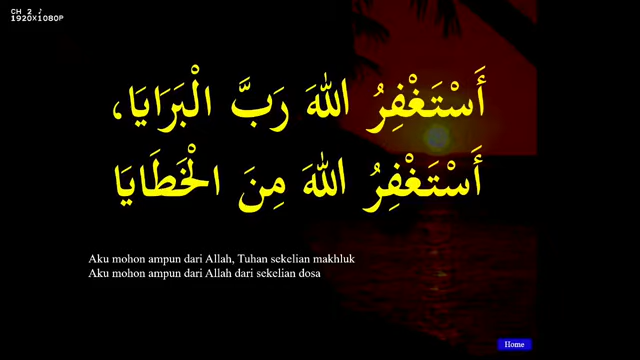 CH 2 ♪
1920X1080P
أَسْتَغْفِرُ اللهَ رَبَّ الْبَرَايَا،
أَسْتَغْفِرُ اللهَ مِنَ الْخَطَايَا
Aku mohon ampun dari Allah, Tuhan sekelian makhluk
Aku mohon ampun dari Allah dari sekelian dosa
Home